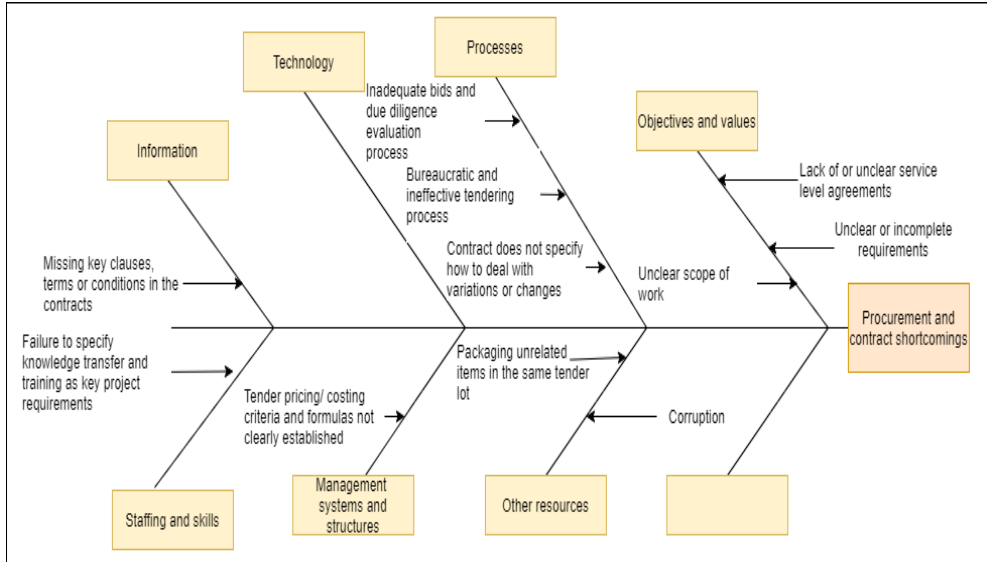 Processes
Technology
Inadequate bids and
due diligence
evaluation
process
Objectives and values
Information
Lack of or unclear service
level agreements
Bureaucratic and
ineffective tendering
process
Unclear or incomplete
requirements
Contract does not specify
how to deal with
variations or changes
Missing key clauses,
terms or conditions in the
contracts
Unclear scope of
work
Procurement and
contract shortcomings
Failure to specify
knowledge transfer and
training as key project
requirements
Packaging unrelated
items in the same tender
lot
Tender pricing/ costing
criteria and formulas not
clearly established
Corruption
Staffing and skills
Management
systems and
structures
Other resources